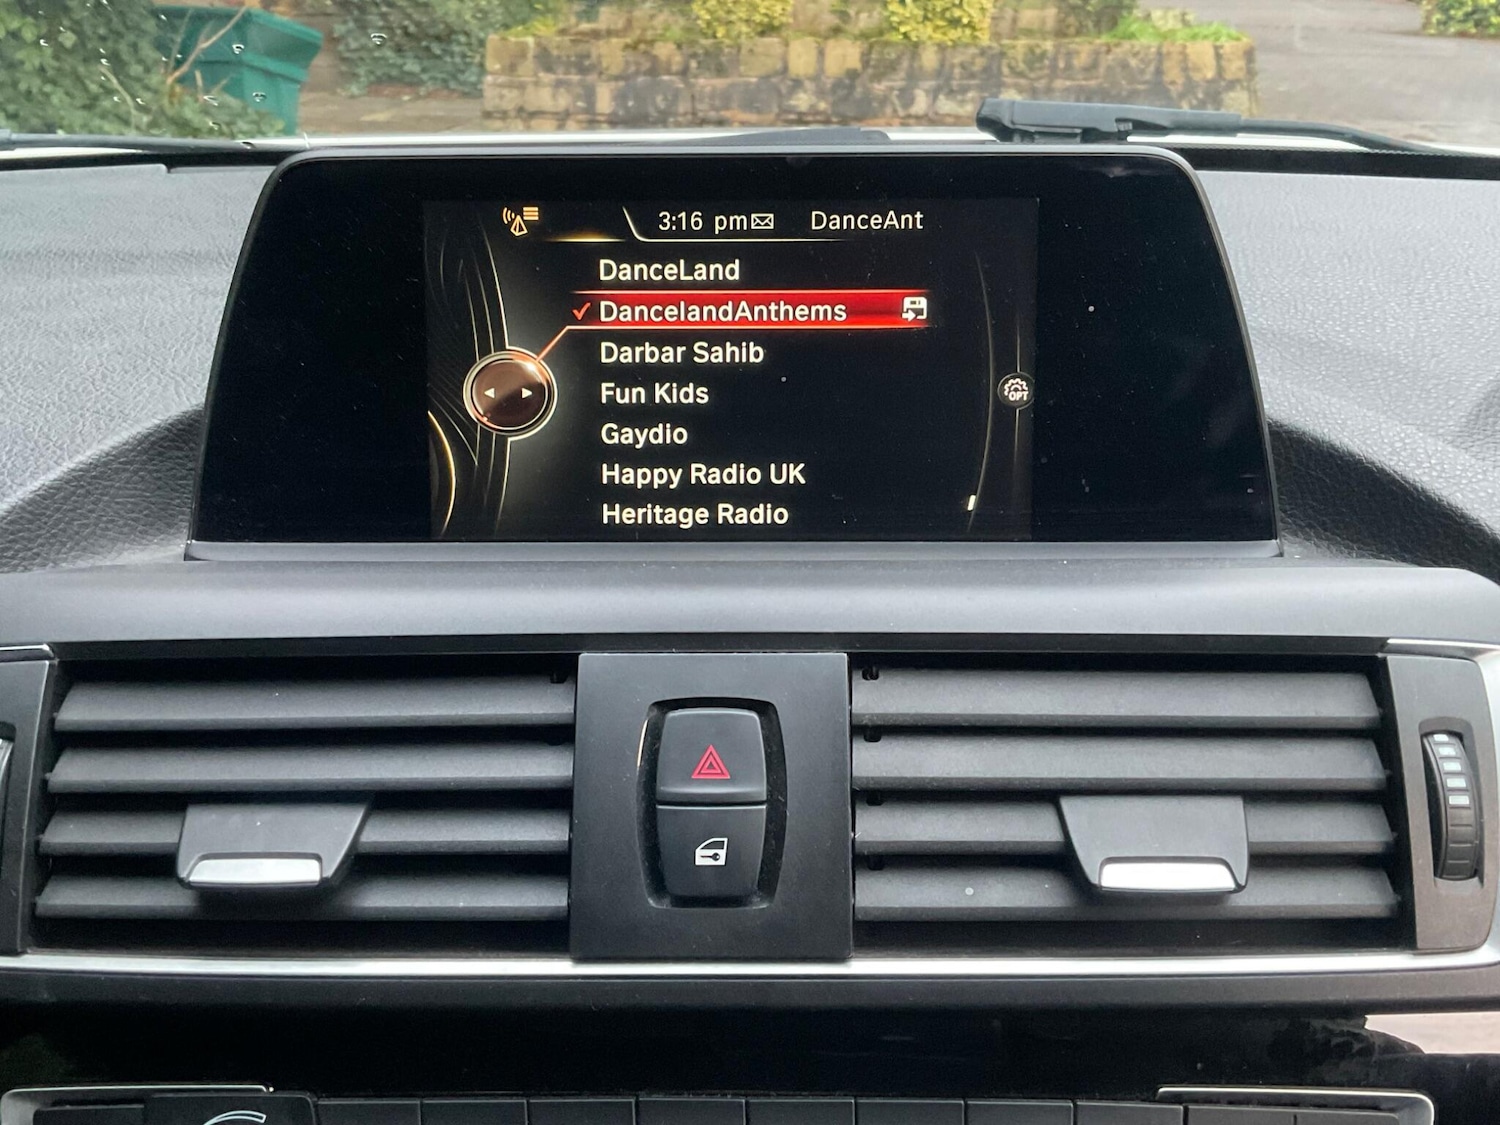 3:16 pm DanceAnt
DanceLand
DancelandAnthems
Darbar Sahib
Fun Kids
OPT
Gaydio
Happy Radio UK
Heritage Radio